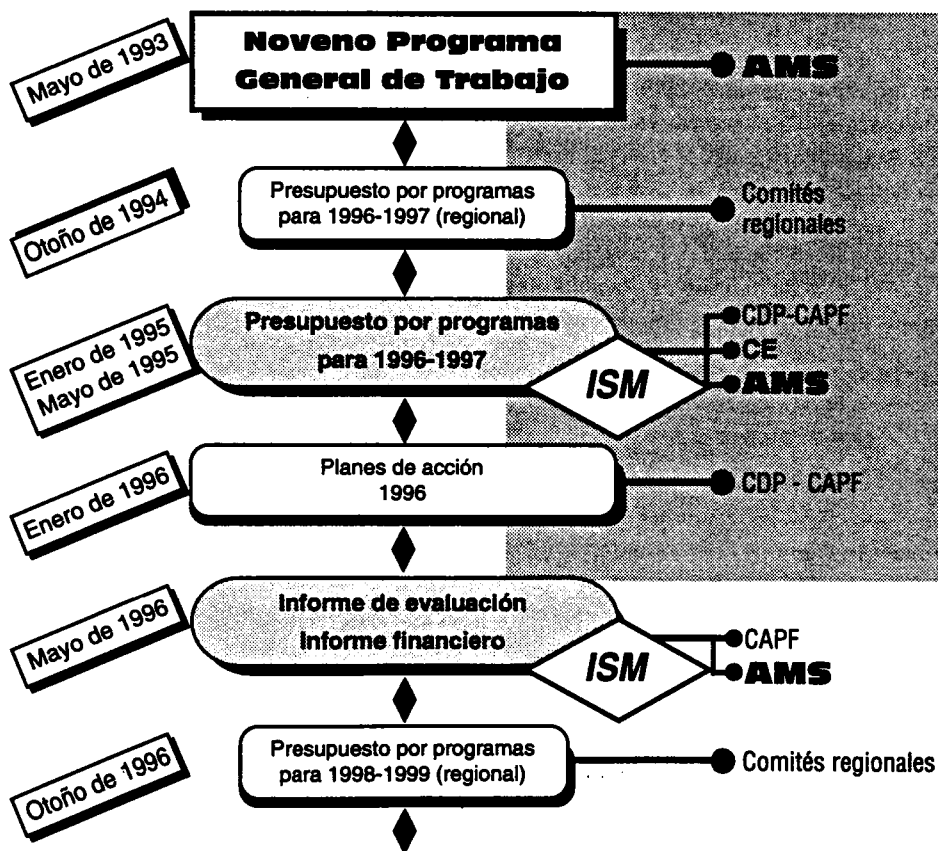 Mayo de 1993
Noveno Programa
General de Trabajo
AMS
Otoño de 1994
Presupuesto por programas
para 1996-1997 (regional)
Comités
regionales
Enero de 1995
Mayo de 1995
Presupuesto por programas
para 1996-1997
ISM
CDP-CAPF
CE
AMS
Enero de 1996
Planes de acción
1996
CDP - CAPF
Mayo de 1996
Informe de evaluación
Informe financiero
ISM
CAPF
AMS
Otoño de 1996
Presupuesto por programas
para 1998-1999 (regional)
Comités regionales